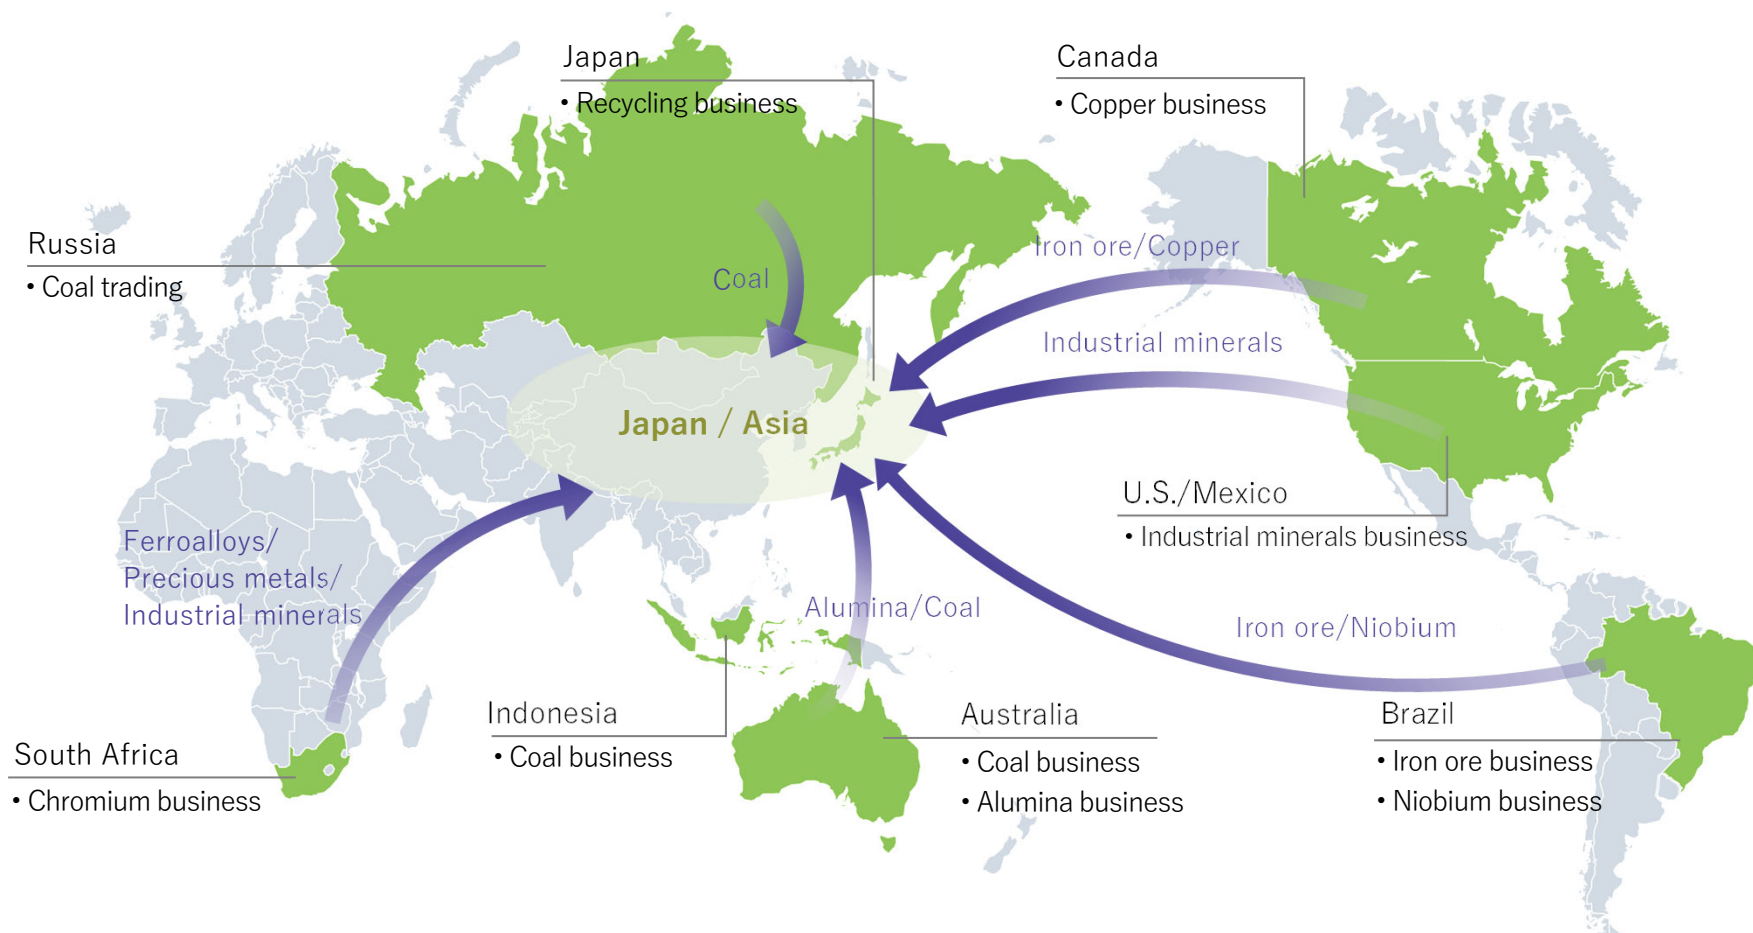 Japan
• Recycling business
Canada
• Copper business
Russia
• Coal trading
Coal
Iron ore/Copper
Industrial minerals
Japan / Asia
U.S./Mexico
• Industrial minerals business
Ferroalloys/
Precious metals/
Industrial minerals
Alumina/Coal
Iron ore/Niobium
South Africa
• Chromium business
Indonesia
• Coal business
Australia
• Coal business
• Alumina business
Brazil
• Iron ore business
• Niobium business